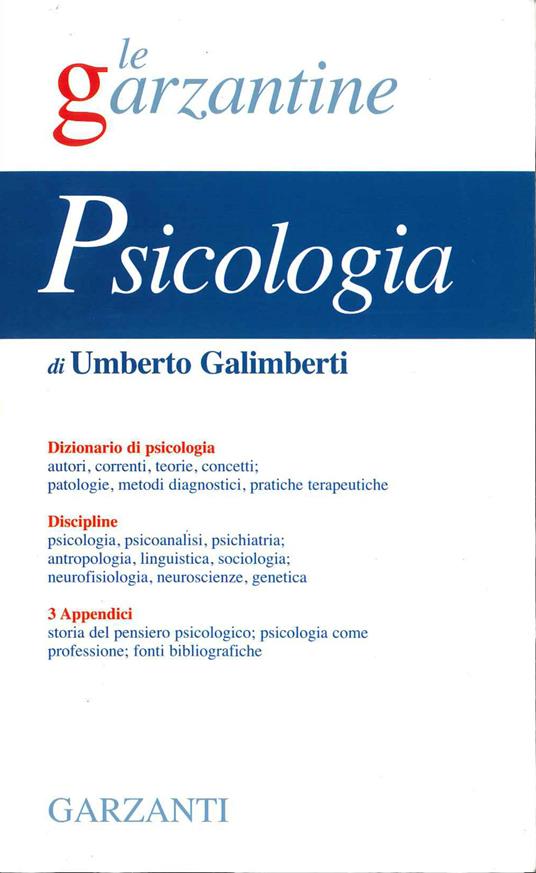 le
garzantine
Psicologia
di Umberto Galimberti
Dizionario di psicologia
autori, correnti, teorie, concetti;
patologie, metodi diagnostici, pratiche terapeutiche
Discipline
psicologia, psicoanalisi, psichiatria;
antropologia, linguistica, sociologia;
neurofisiologia, neuroscienze, genetica
3 Appendici
storia del pensiero psicologico; psicologia come
professione; fonti bibliografiche
GARZANTI